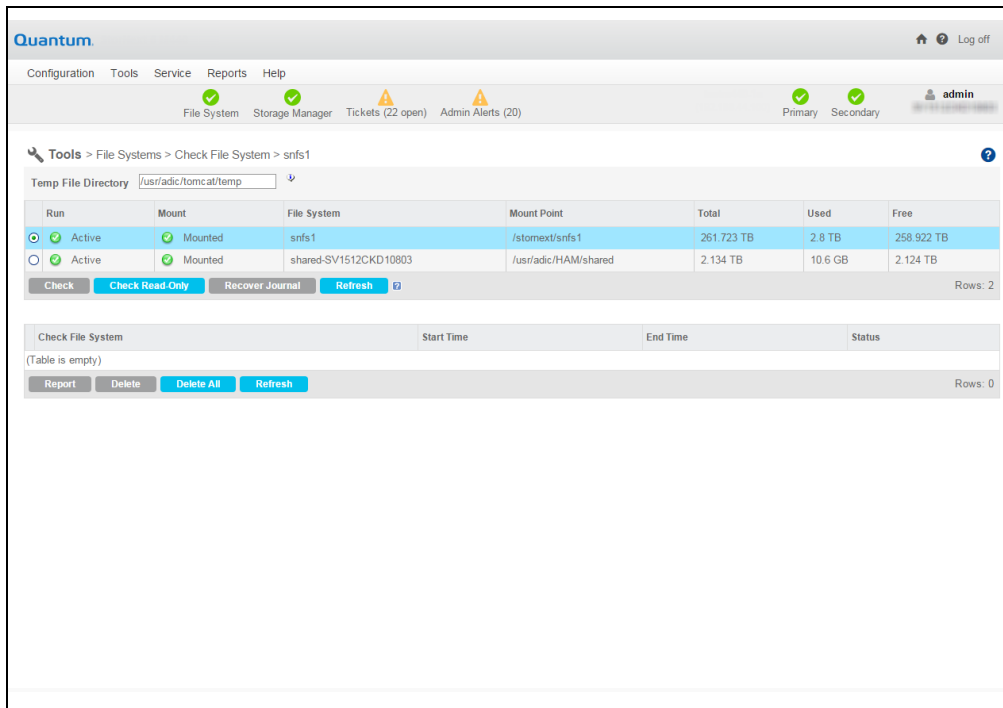 Quantum.
Log off
Configuration Tools Service Reports Help
File System Storage Manager Tickets (22 open) Admin Alerts (20) Primary Secondary admin
Tools > File Systems > Check File System > snfs1
Temp File Directory /usr/adic/tomcat/temp
Run Mount File System Mount Point Total Used Free
Active Mounted snfs1 /stornext/snfs1 261.723 TB 2.8 TB 258.922 TB
Active Mounted shared-SV1512CKD10803 /usr/adic/HAM/shared 2.134 TB 10.6 GB 2.124 TB
Check Check Read-Only Recover Journal Refresh Rows: 2
Check File System Start Time End Time Status
(Table is empty)
Report Delete Delete All Refresh Rows: 0